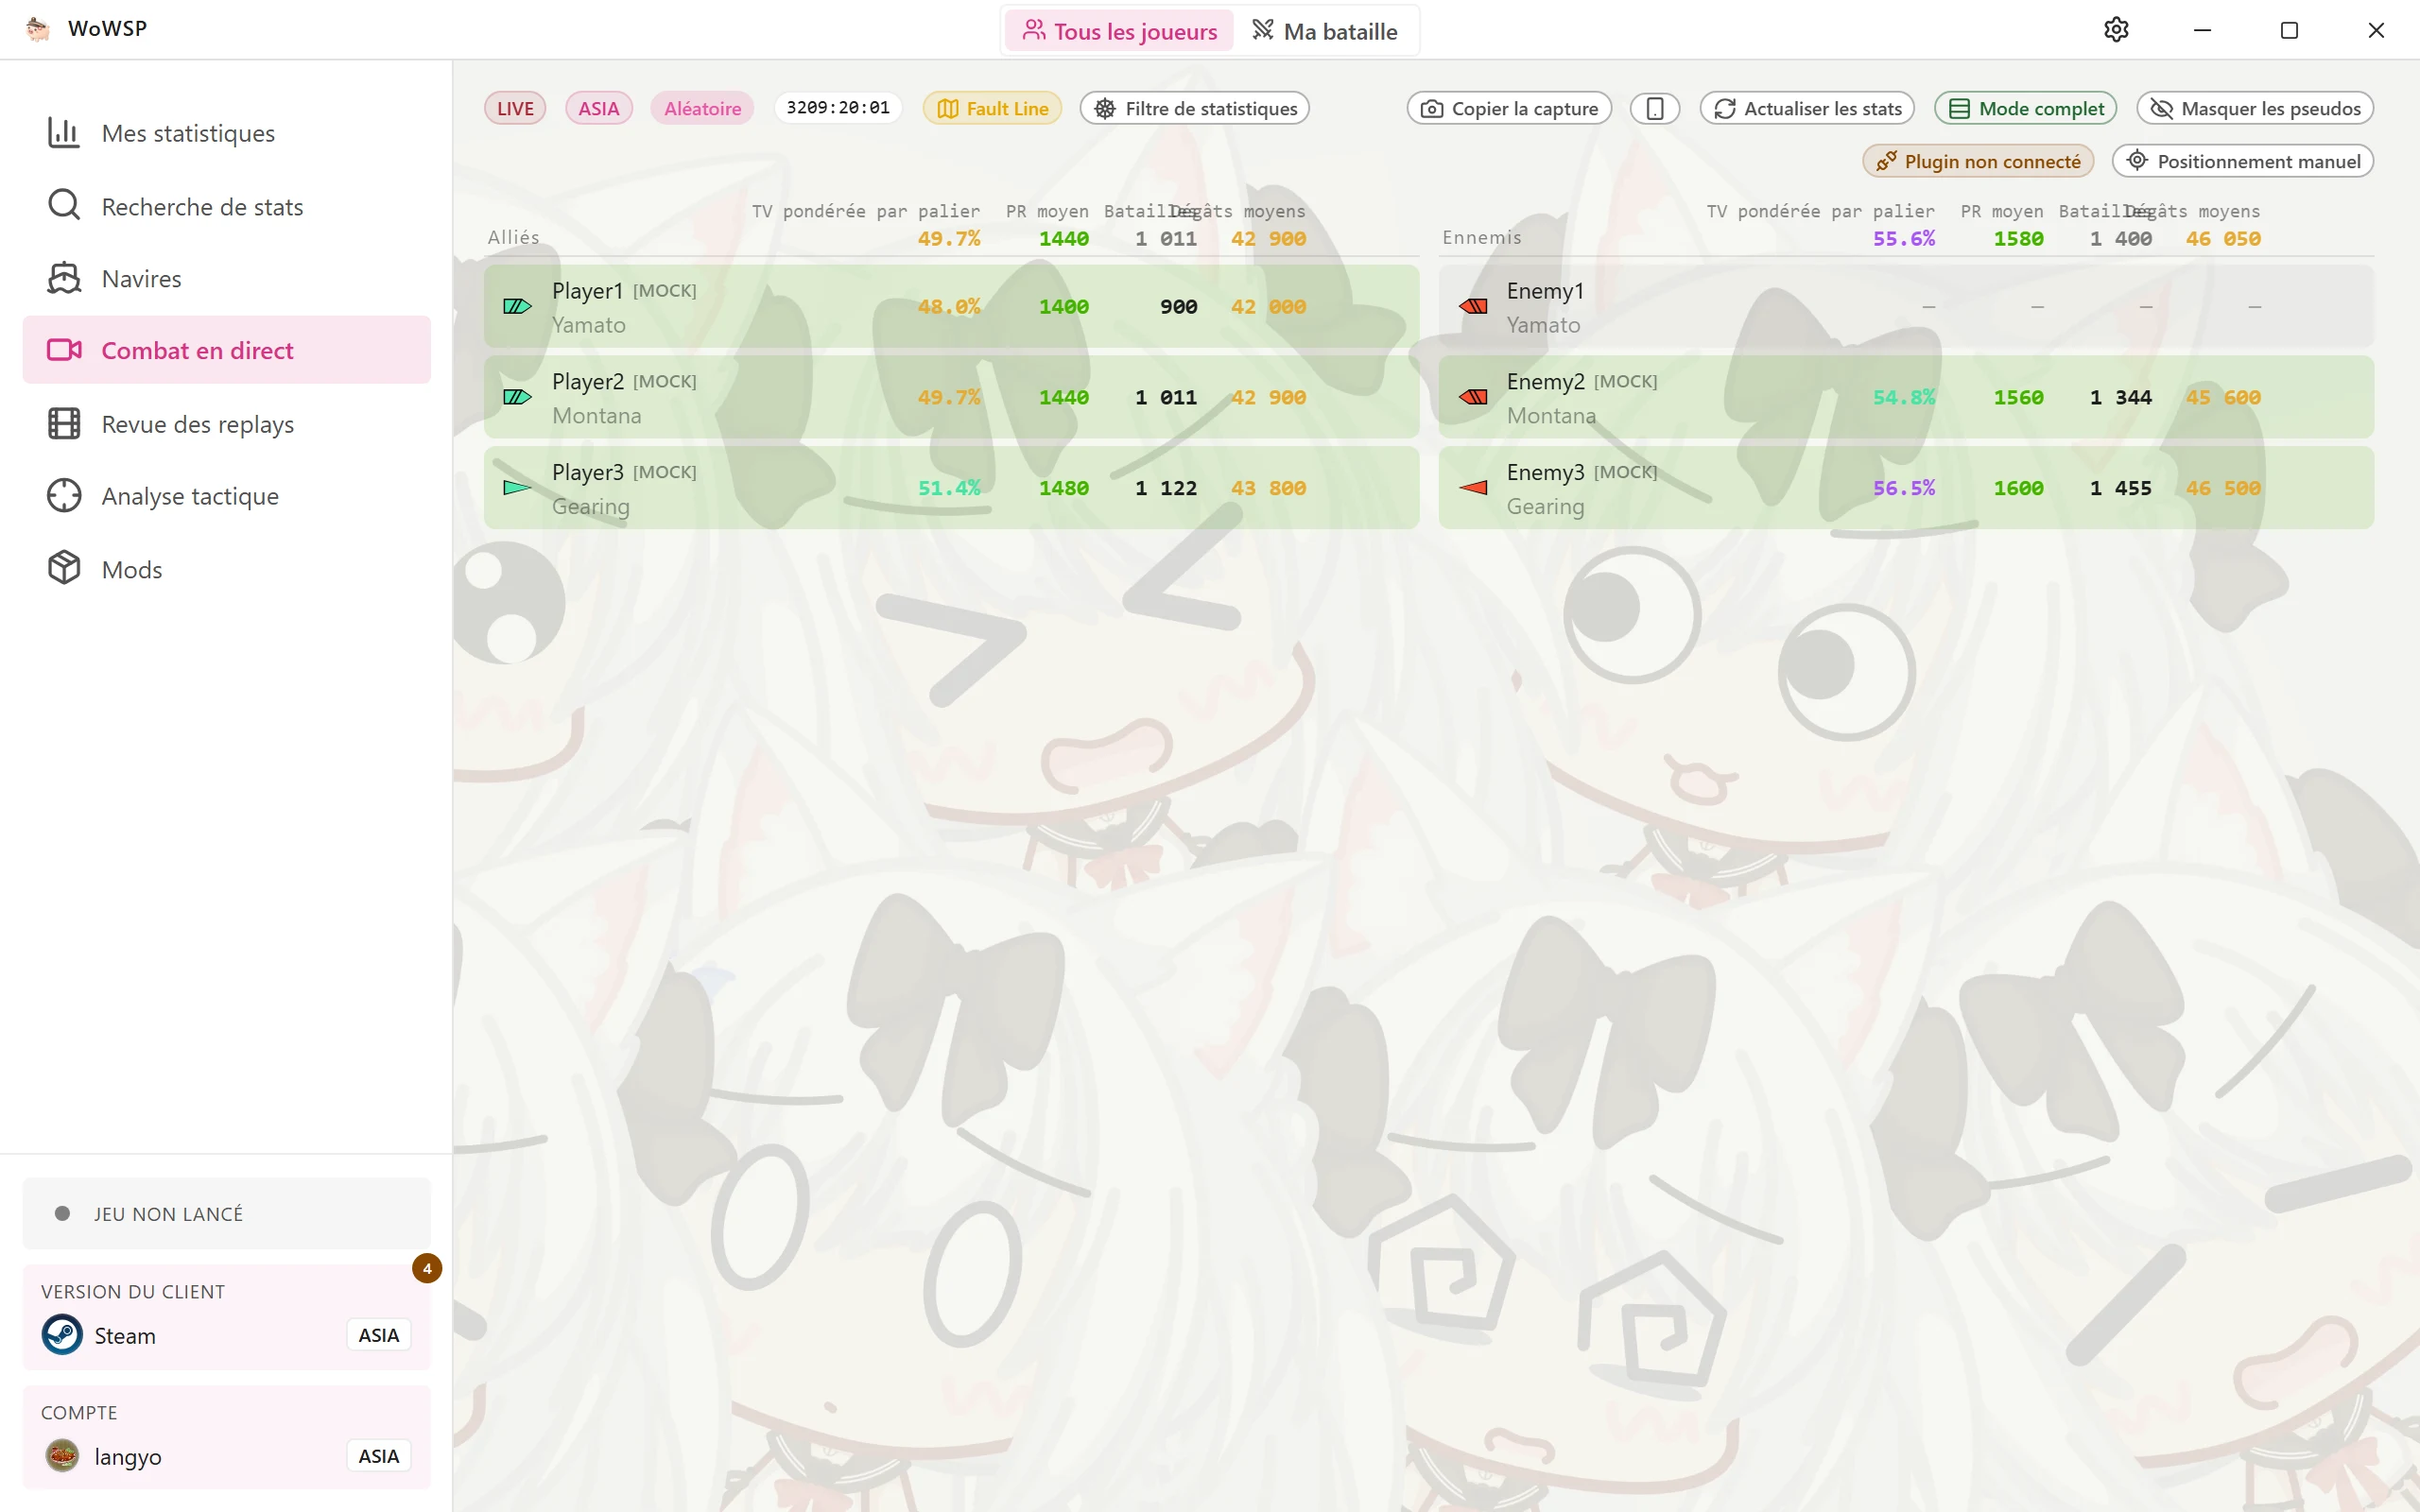 WoWSP
Tous les joueurs
Ma bataille
Mes statistiques
Recherche de stats
Navires
Combat en direct
Revue des replays
Analyse tactique
Mods
JEU NON LANCÉ
4
VERSION DU CLIENT
Steam ASIA
COMPTE
langyo ASIA
LIVE ASIA Aléatoire 3209:20:01 Fault Line Filtre de statistiques
Copier la capture Actualiser les stats Mode complet Masquer les pseudos
Plugin non connecté Positionnement manuel
TV pondérée par palier PR moyen Batailles Dégâts moyens
Alliés 49.7% 1440 1 011 42 900
Player1 [MOCK] 48.0% 1400 900 42 000
Yamato
Player2 [MOCK] 49.7% 1440 1 011 42 900
Montana
Player3 [MOCK] 51.4% 1480 1 122 43 800
Gearing
TV pondérée par palier PR moyen Batailles Dégâts moyens
Ennemis 55.6% 1580 1 400 46 050
Enemy1 — — — —
Yamato
Enemy2 [MOCK] 54.8% 1560 1 344 45 600
Montana
Enemy3 [MOCK] 56.5% 1600 1 455 46 500
Gearing